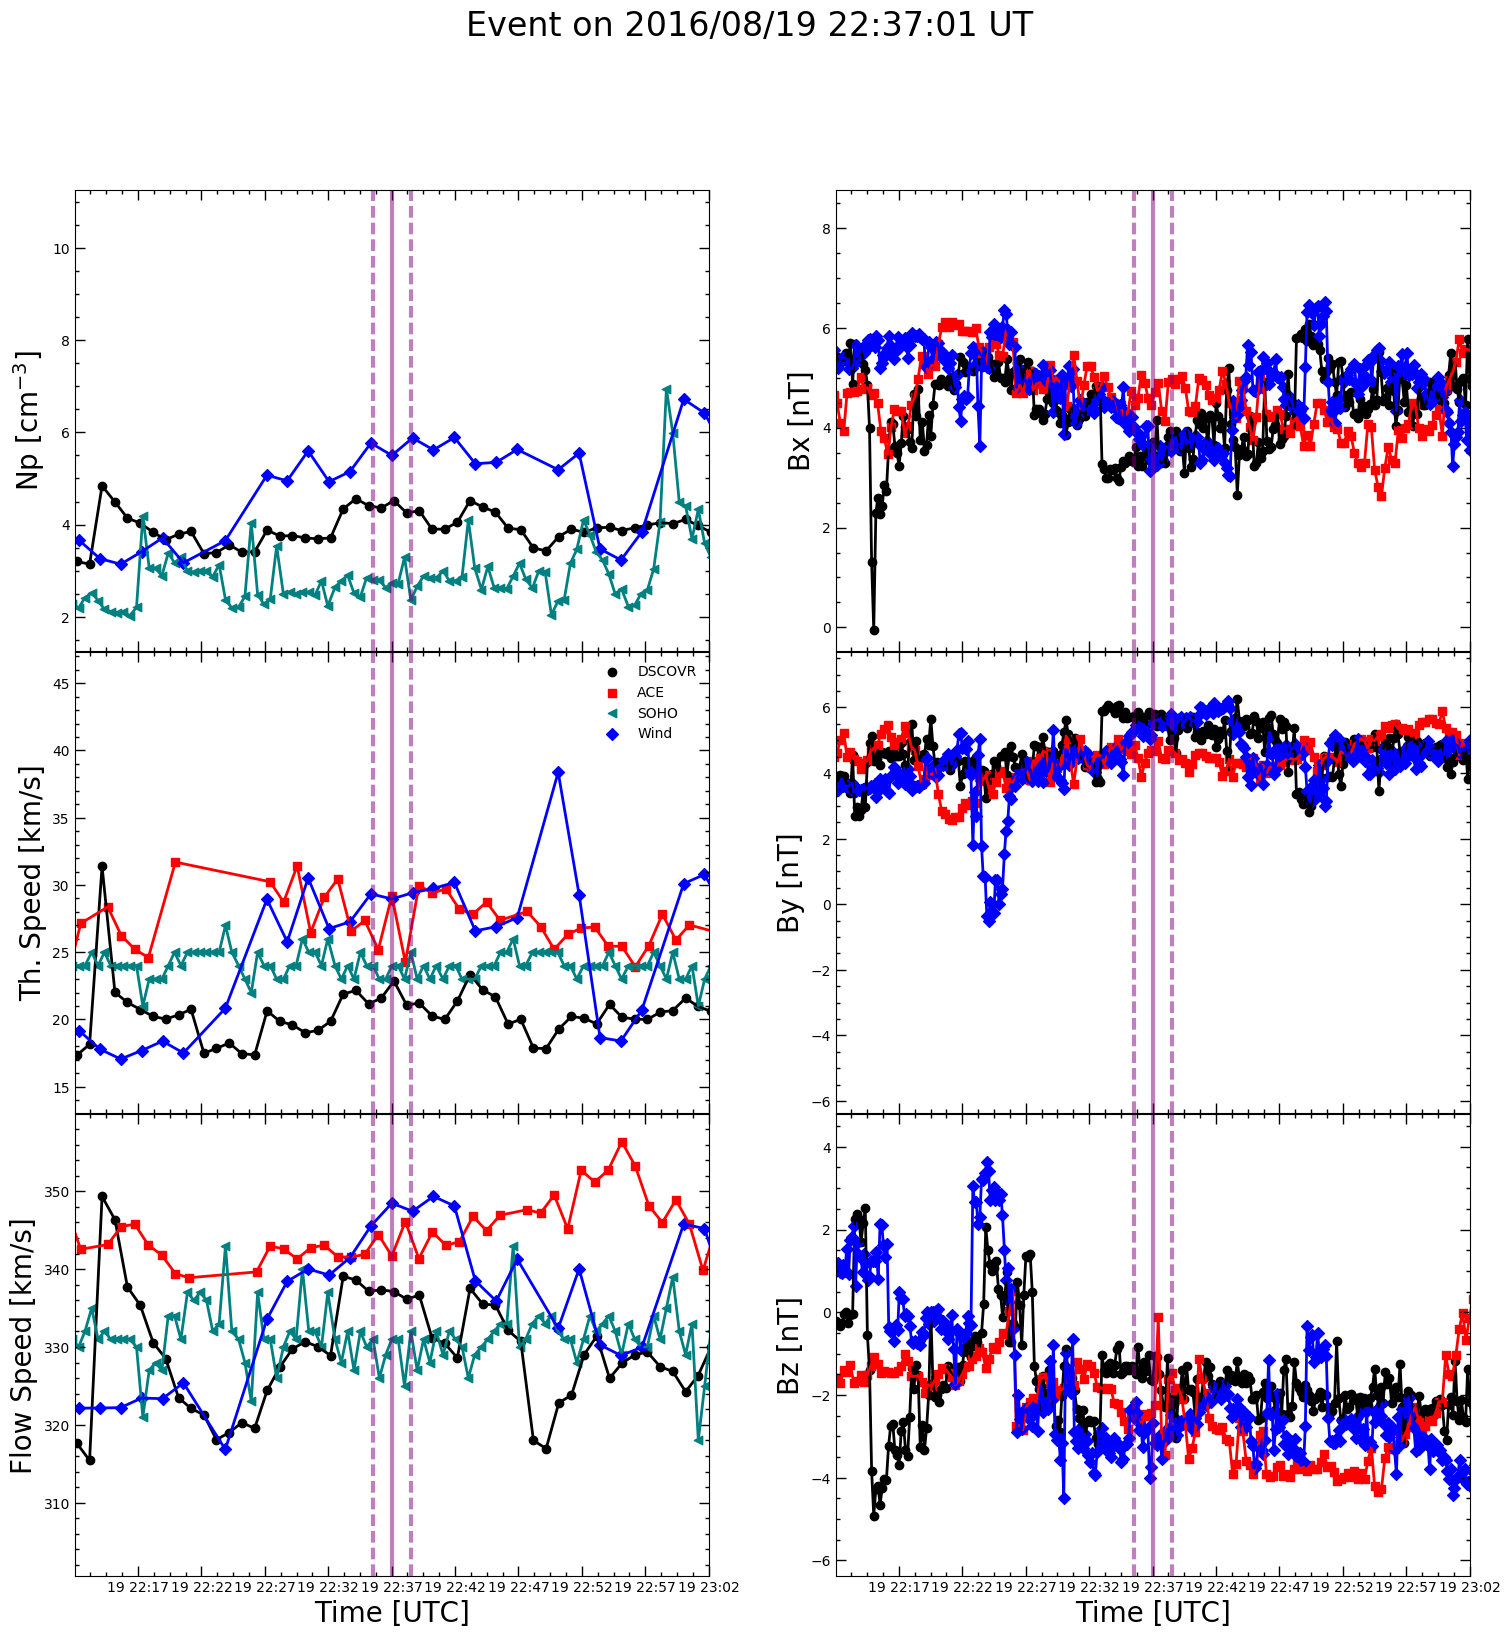 Event on 2016/08/19 22:37:01 UT
Np [cm⁻³]
10
8
6
4
2
Th. Speed [km/s]
45
40
35
30
25
20
15
DSCOVR
ACE
SOHO
Wind
Flow Speed [km/s]
350
340
330
320
310
19 22:17 19 22:22 19 22:27 19 22:32 19 22:37 19 22:42 19 22:47 19 22:52 19 22:57 19 23:02
Time [UTC]
Bx [nT]
8
6
4
2
0
By [nT]
6
4
2
0
−2
−4
−6
Bz [nT]
4
2
0
−2
−4
−6
19 22:17 19 22:22 19 22:27 19 22:32 19 22:37 19 22:42 19 22:47 19 22:52 19 22:57 19 23:02
Time [UTC]